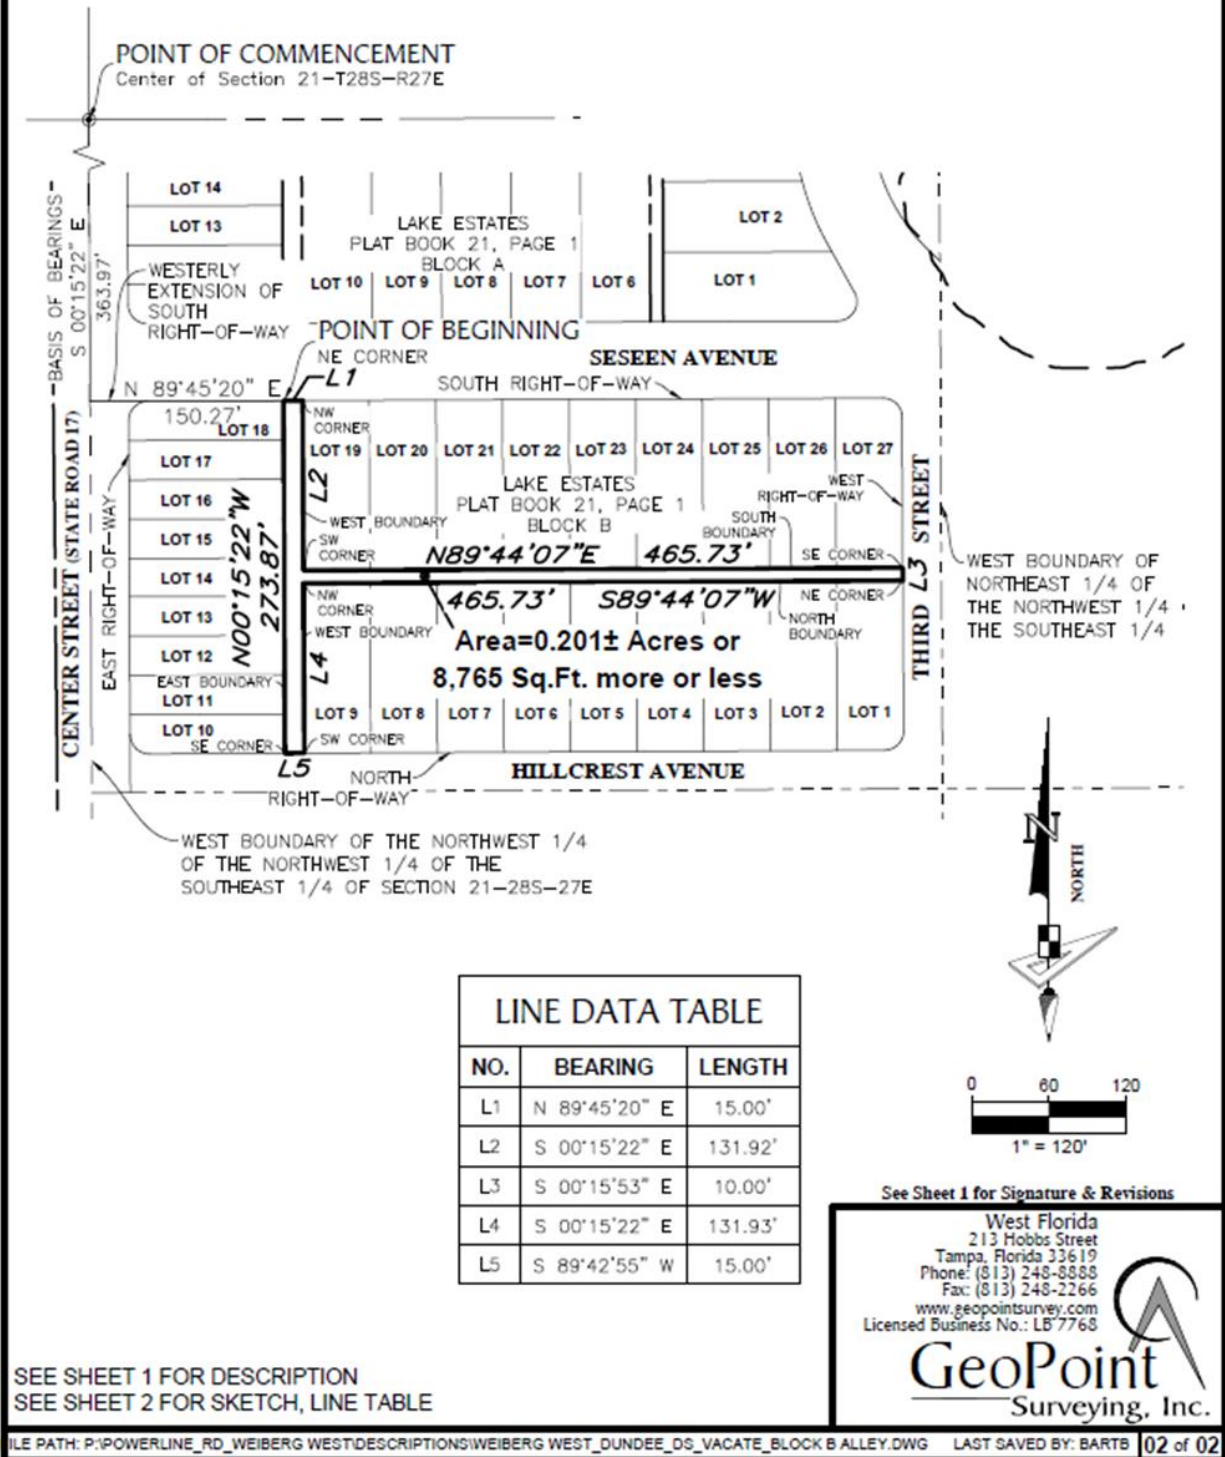 POINT OF COMMENCEMENT
Center of Section 21-T28S-R27E
BASIS OF BEARINGS
S 00°15'22" E
363.97'
LOT 14
LOT 13
LAKE ESTATES
PLAT BOOK 21, PAGE 1
BLOCK A
LOT 10 LOT 9 LOT 8 LOT 7 LOT 6
LOT 2
LOT 1
WESTERLY
EXTENSION OF
SOUTH
RIGHT-OF-WAY
POINT OF BEGINNING
NE CORNER
L1
SESEEN AVENUE
SOUTH RIGHT-OF-WAY
N 89°45'20" E
150.27'
NW
CORNER
LOT 18
LOT 17
LOT 16
LOT 15
LOT 14
LOT 13
LOT 12
EAST BOUNDARY
LOT 11
LOT 10
SE CORNER
CENTER STREET (STATE ROAD 17)
EAST RIGHT-OF-WAY
N00°15'22"W
273.87'
LOT 19 LOT 20 LOT 21 LOT 22 LOT 23 LOT 24 LOT 25 LOT 26 LOT 27
L2
LAKE ESTATES
PLAT BOOK 21, PAGE 1
BLOCK B
WEST BOUNDARY
SW
CORNER
WEST
RIGHT-OF-WAY
SOUTH
BOUNDARY
SE CORNER
N89°44'07"E 465.73'
465.73' S89°44'07"W
NE CORNER
NORTH
BOUNDARY
L3
THIRD STREET
NW
CORNER
WEST BOUNDARY
L4
Area=0.201± Acres or
8,765 Sq.Ft. more or less
LOT 9 LOT 8 LOT 7 LOT 6 LOT 5 LOT 4 LOT 3 LOT 2 LOT 1
SW CORNER
L5
NORTH
RIGHT-OF-WAY
HILLCREST AVENUE
WEST BOUNDARY OF
NORTHEAST 1/4 OF
THE NORTHWEST 1/4
THE SOUTHEAST 1/4
WEST BOUNDARY OF THE NORTHWEST 1/4
OF THE NORTHWEST 1/4 OF THE
SOUTHEAST 1/4 OF SECTION 21-28S-27E
N
NORTH
LINE DATA TABLE
NO. BEARING LENGTH
L1 N 89°45'20" E 15.00'
L2 S 00°15'22" E 131.92'
L3 S 00°15'53" E 10.00'
L4 S 00°15'22" E 131.93'
L5 S 89°42'55" W 15.00'
0 60 120
1" = 120'
See Sheet 1 for Signature & Revisions
West Florida
213 Hobbs Street
Tampa, Florida 33619
Phone: (813) 248-8888
Fax: (813) 248-2266
www.geopointsurvey.com
Licensed Business No.: LB 7768
GeoPoint
Surveying, Inc.
SEE SHEET 1 FOR DESCRIPTION
SEE SHEET 2 FOR SKETCH, LINE TABLE
ILE PATH: P:\POWERLINE_RD_WEIBERG WEST\DESCRIPTIONS\WEIBERG WEST_DUNDEE_DS_VACATE_BLOCK B ALLEY.DWG LAST SAVED BY: BARTB 02 of 02